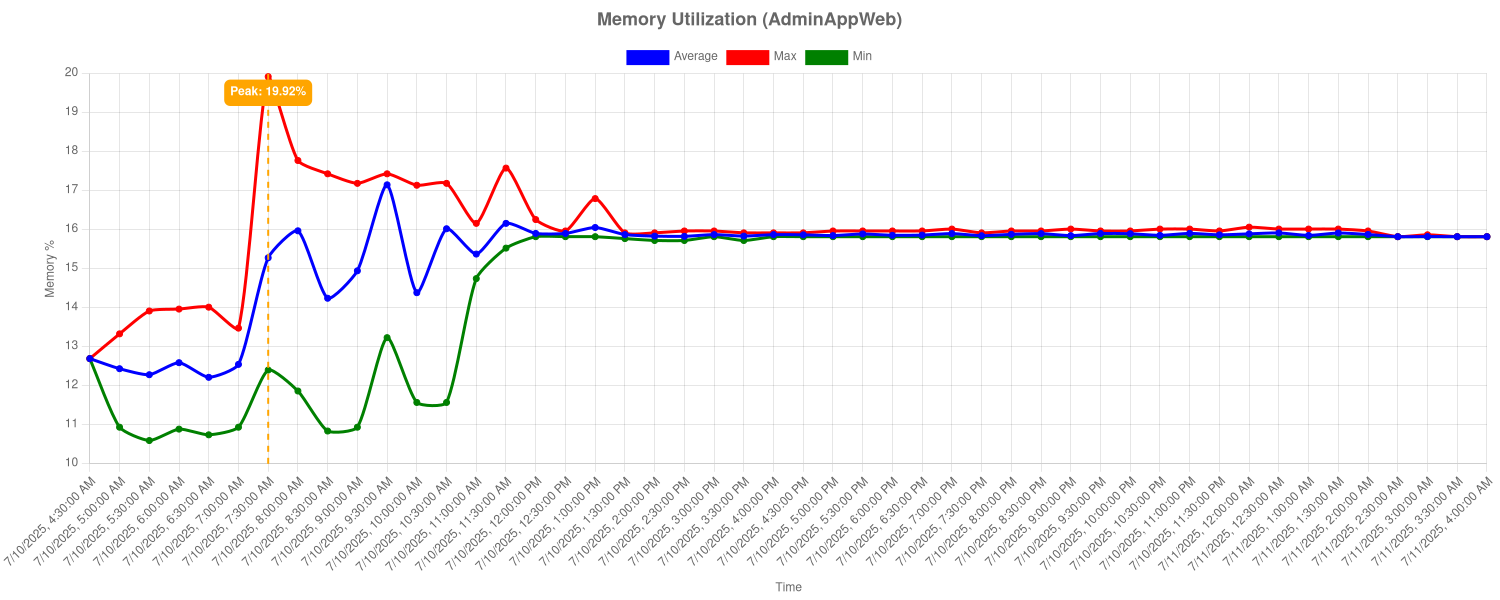 Memory Utilization (AdminAppWeb)
Average Max Min
Peak: 19.92%
20
19
18
17
16
15
14
13
12
11
10
Memory %
7/10/2025, 4:30:00 AM
7/10/2025, 5:00:00 AM
7/10/2025, 5:30:00 AM
7/10/2025, 6:00:00 AM
7/10/2025, 6:30:00 AM
7/10/2025, 7:00:00 AM
7/10/2025, 7:30:00 AM
7/10/2025, 8:00:00 AM
7/10/2025, 8:30:00 AM
7/10/2025, 9:00:00 AM
7/10/2025, 9:30:00 AM
7/10/2025, 10:00:00 AM
7/10/2025, 10:30:00 AM
7/10/2025, 11:00:00 AM
7/10/2025, 11:30:00 AM
7/10/2025, 12:00:00 PM
7/10/2025, 12:30:00 PM
7/10/2025, 1:00:00 PM
7/10/2025, 1:30:00 PM
7/10/2025, 2:00:00 PM
7/10/2025, 2:30:00 PM
7/10/2025, 3:00:00 PM
7/10/2025, 3:30:00 PM
7/10/2025, 4:00:00 PM
7/10/2025, 4:30:00 PM
7/10/2025, 5:00:00 PM
7/10/2025, 5:30:00 PM
7/10/2025, 6:00:00 PM
7/10/2025, 6:30:00 PM
7/10/2025, 7:00:00 PM
7/10/2025, 7:30:00 PM
7/10/2025, 8:00:00 PM
7/10/2025, 8:30:00 PM
7/10/2025, 9:00:00 PM
7/10/2025, 9:30:00 PM
7/10/2025, 10:00:00 PM
7/10/2025, 10:30:00 PM
7/10/2025, 11:00:00 PM
7/10/2025, 11:30:00 PM
7/11/2025, 12:00:00 AM
7/11/2025, 12:30:00 AM
7/11/2025, 1:00:00 AM
7/11/2025, 1:30:00 AM
7/11/2025, 2:00:00 AM
7/11/2025, 2:30:00 AM
7/11/2025, 3:00:00 AM
7/11/2025, 3:30:00 AM
7/11/2025, 4:00:00 AM
Time